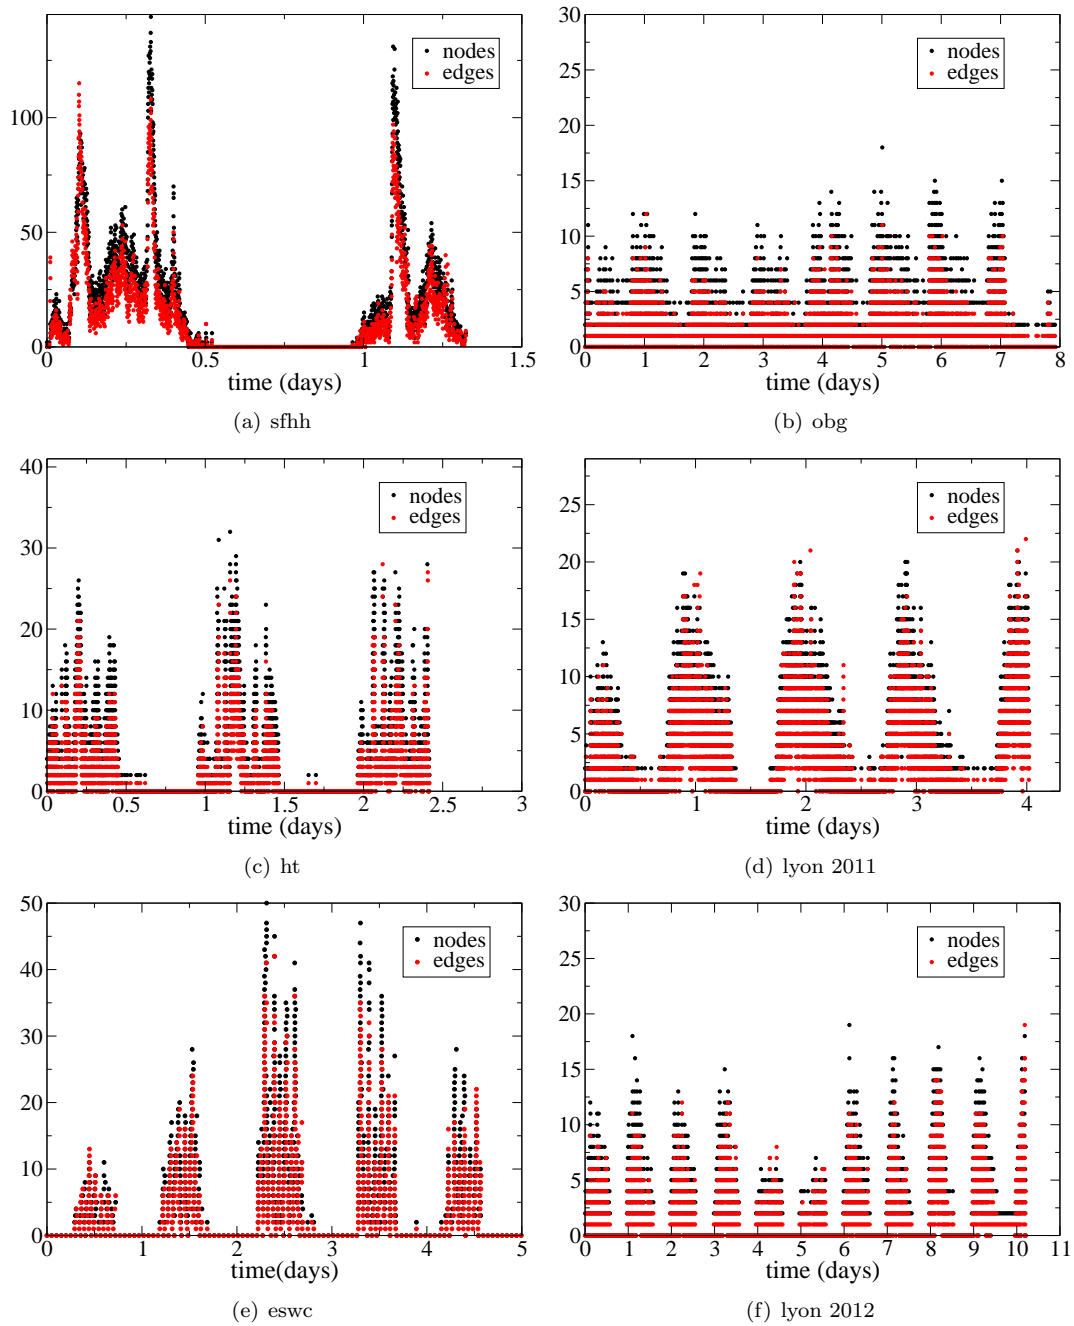 nodes
edges
100
50
0
0 0.5 1 1.5
time (days)
(a) sfhh
nodes
edges
30
25
20
15
10
5
0
0 1 2 3 4 5 6 7 8
time (days)
(b) obg
nodes
edges
40
30
20
10
0
0 0.5 1 1.5 2 2.5 3
time (days)
(c) ht
nodes
edges
25
20
15
10
5
0
0 1 2 3 4
time (days)
(d) lyon 2011
nodes
edges
50
40
30
20
10
0
0 1 2 3 4 5
time(days)
(e) eswc
nodes
edges
30
25
20
15
10
5
0
0 1 2 3 4 5 6 7 8 9 10 11
time (days)
(f) lyon 2012